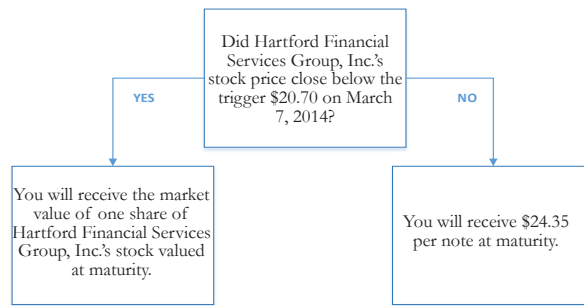 Did Hartford Financial
Services Group, Inc.'s
stock price close below the
trigger $20.70 on March
7, 2014?
YES
NO
You will receive the market
value of one share of
Hartford Financial Services
Group, Inc.'s stock valued
at maturity.
You will receive $24.35
per note at maturity.